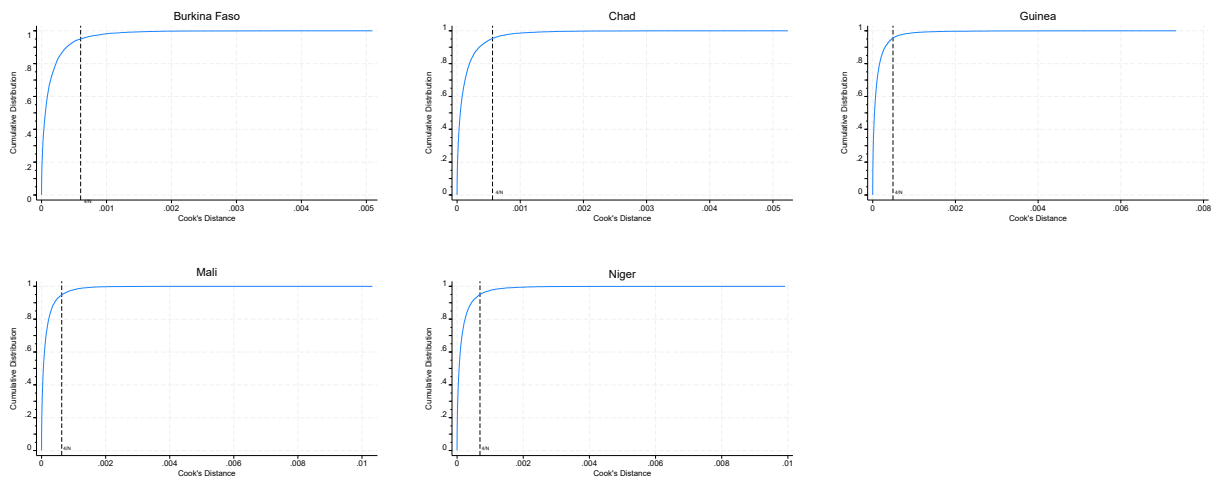 Burkina Faso
Cumulative Distribution
1
.8
.6
.4
.2
0
4/N
0 .001 .002 .003 .004 .005
Cook's Distance
Chad
Cumulative Distribution
1
.8
.6
.4
.2
0
4/N
0 .001 .002 .003 .004 .005
Cook's Distance
Guinea
Cumulative Distribution
1
.8
.6
.4
.2
0
4/N
0 .002 .004 .006 .008
Cook's Distance
Mali
Cumulative Distribution
1
.8
.6
.4
.2
0
4/N
0 .002 .004 .006 .008 .01
Cook's Distance
Niger
Cumulative Distribution
1
.8
.6
.4
.2
0
4/N
0 .002 .004 .006 .008 .01
Cook's Distance